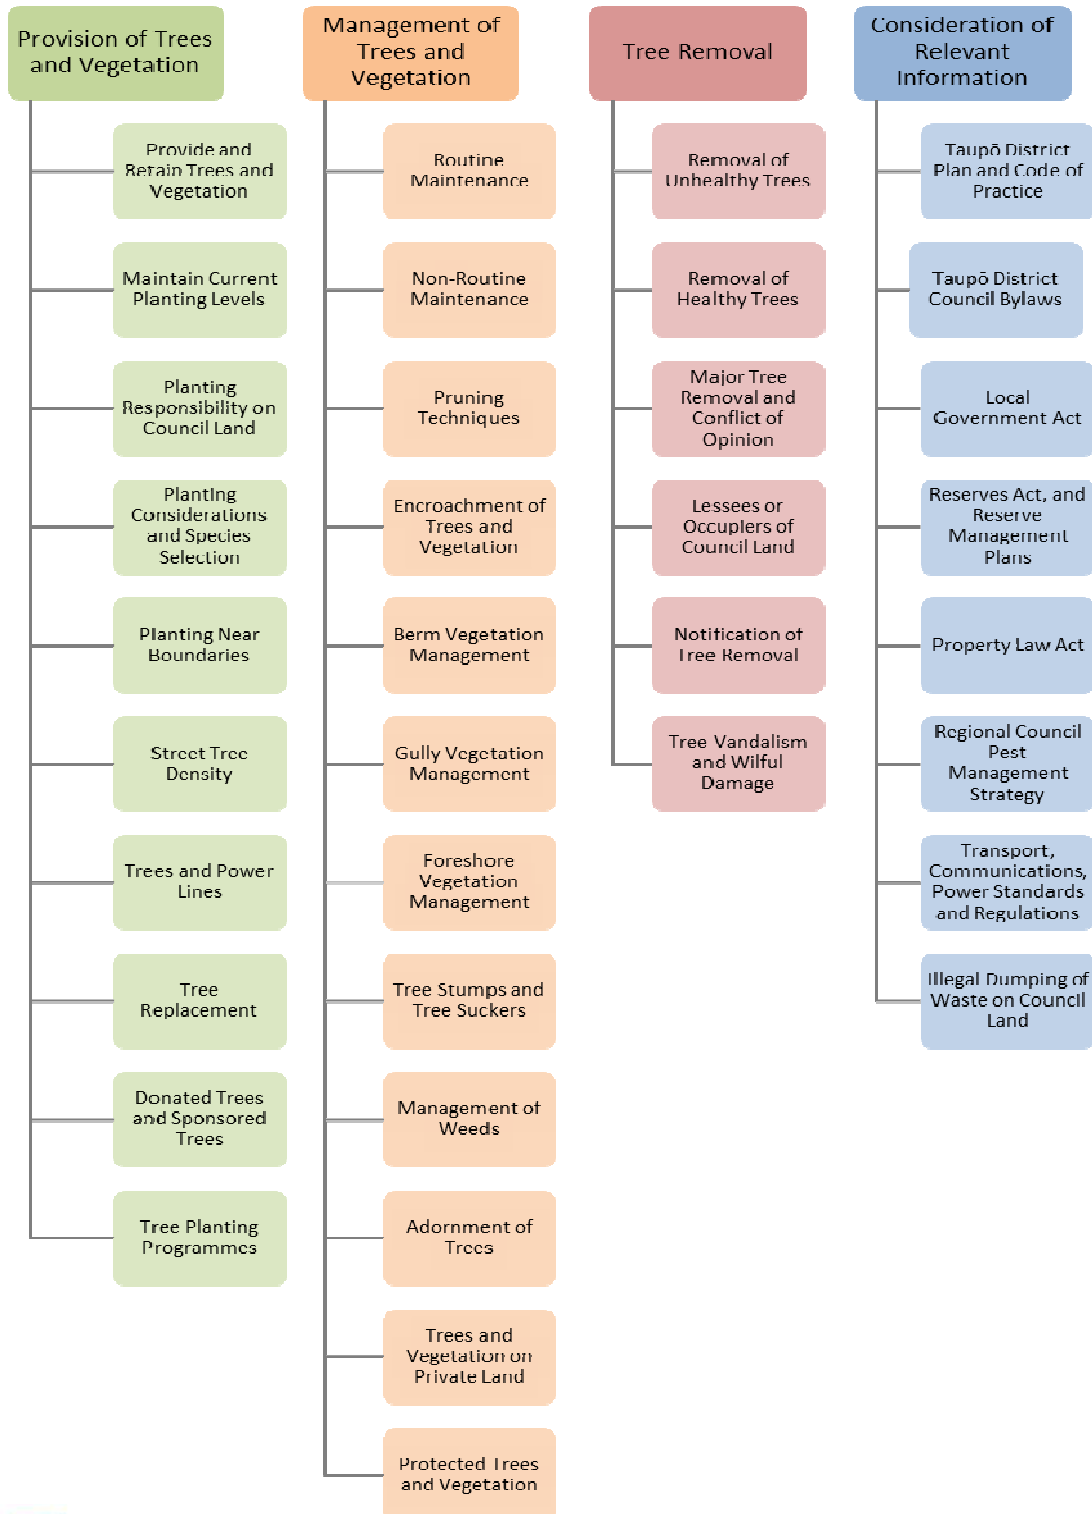 Provision of Trees
and Vegetation
Provide and
Retain Trees and
Vegetation
Maintain Current
Planting Levels
Planting
Responsibility on
Council Land
Planting
Considerations
and Species
Selection
Planting Near
Boundaries
Street Tree
Density
Trees and Power
Lines
Tree
Replacement
Donated Trees
and Sponsored
Trees
Tree Planting
Programmes
Management of
Trees and
Vegetation
Routine
Maintenance
Non-Routine
Maintenance
Pruning
Techniques
Encroachment of
Trees and
Vegetation
Berm Vegetation
Management
Gully Vegetation
Management
Foreshore
Vegetation
Management
Tree Stumps and
Tree Suckers
Management of
Weeds
Adornment of
Trees
Trees and
Vegetation on
Private Land
Protected Trees
and Vegetation
Tree Removal
Removal of
Unhealthy Trees
Removal of
Healthy Trees
Major Tree
Removal and
Conflict of
Opinion
Lessees or
Occupiers of
Council Land
Notification of
Tree Removal
Tree Vandalism
and Wilful
Damage
Consideration of
Relevant
Information
Taupō District
Plan and Code of
Practice
Taupō District
Council Bylaws
Local
Government Act
Reserves Act, and
Reserve
Management
Plans
Property Law Act
Regional Council
Pest
Management
Strategy
Transport,
Communications,
Power Standards
and Regulations
Illegal Dumping of
Waste on Council
Land